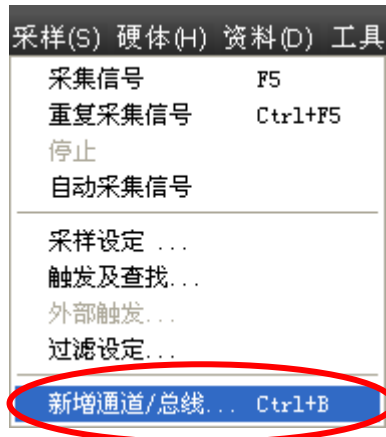 采样(S) 硬体(H) 资料(D) 工具
采集信号 F5
重复采集信号 Ctrl+F5
停止
自动采集信号
采样设定 ...
触发及查找...
外部触发...
过滤设定...
新增通道/总线... Ctrl+B